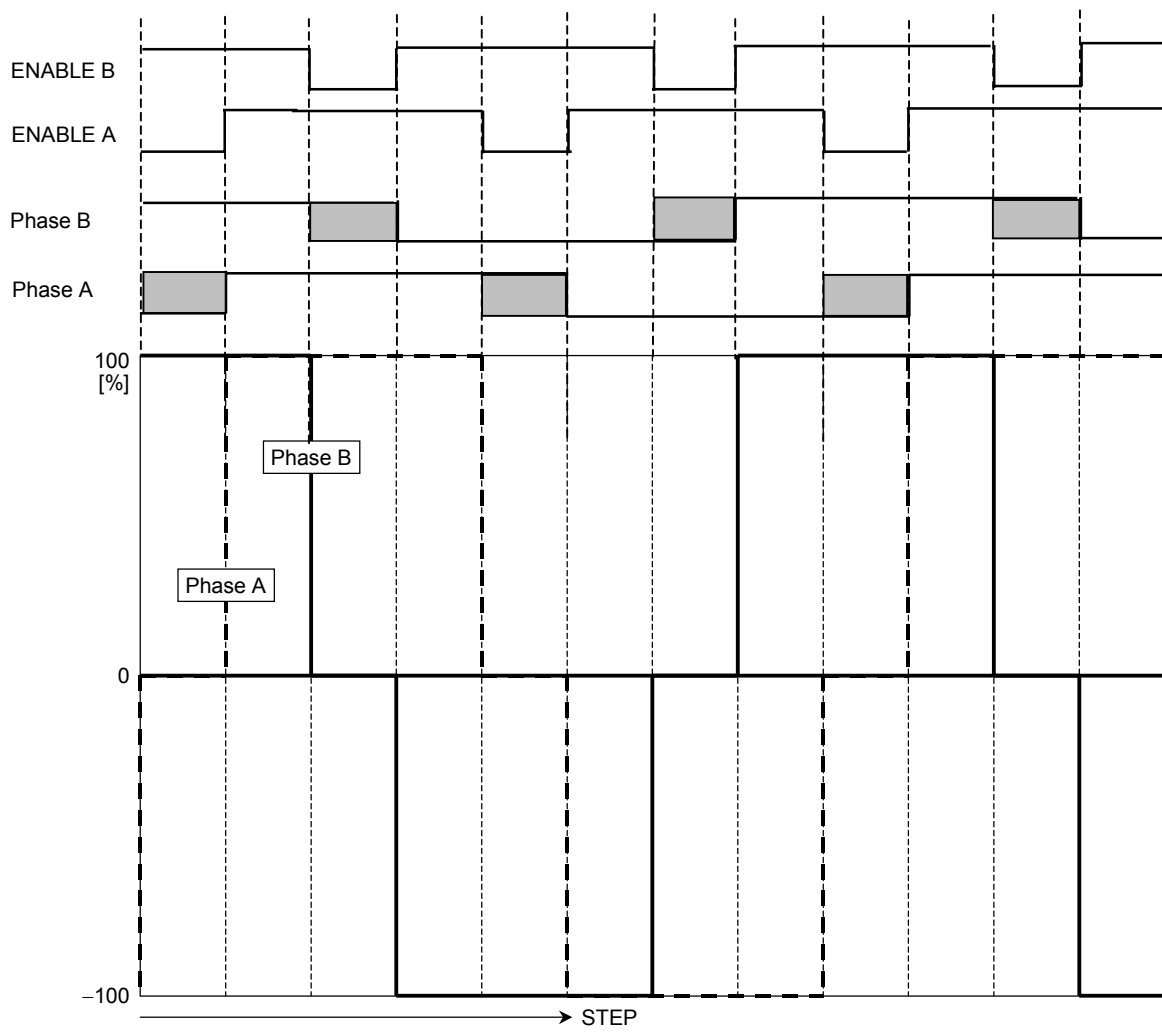 ENABLE B
ENABLE A
Phase B
Phase A
100
[%]
Phase B
Phase A
0
−100
STEP